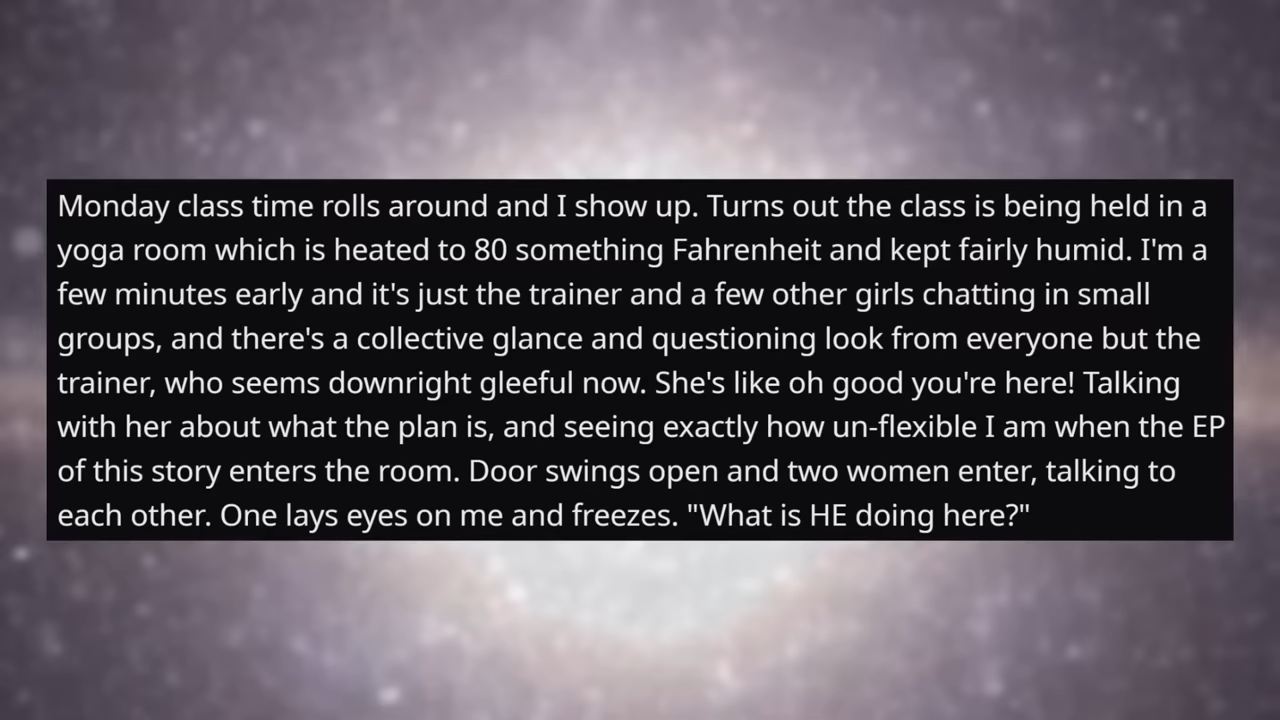 Monday class time rolls around and I show up. Turns out the class is being held in a
yoga room which is heated to 80 something Fahrenheit and kept fairly humid. I'm a
few minutes early and it's just the trainer and a few other girls chatting in small
groups, and there's a collective glance and questioning look from everyone but the
trainer, who seems downright gleeful now. She's like oh good you're here! Talking
with her about what the plan is, and seeing exactly how un-flexible I am when the EP
of this story enters the room. Door swings open and two women enter, talking to
each other. One lays eyes on me and freezes. "What is HE doing here?"